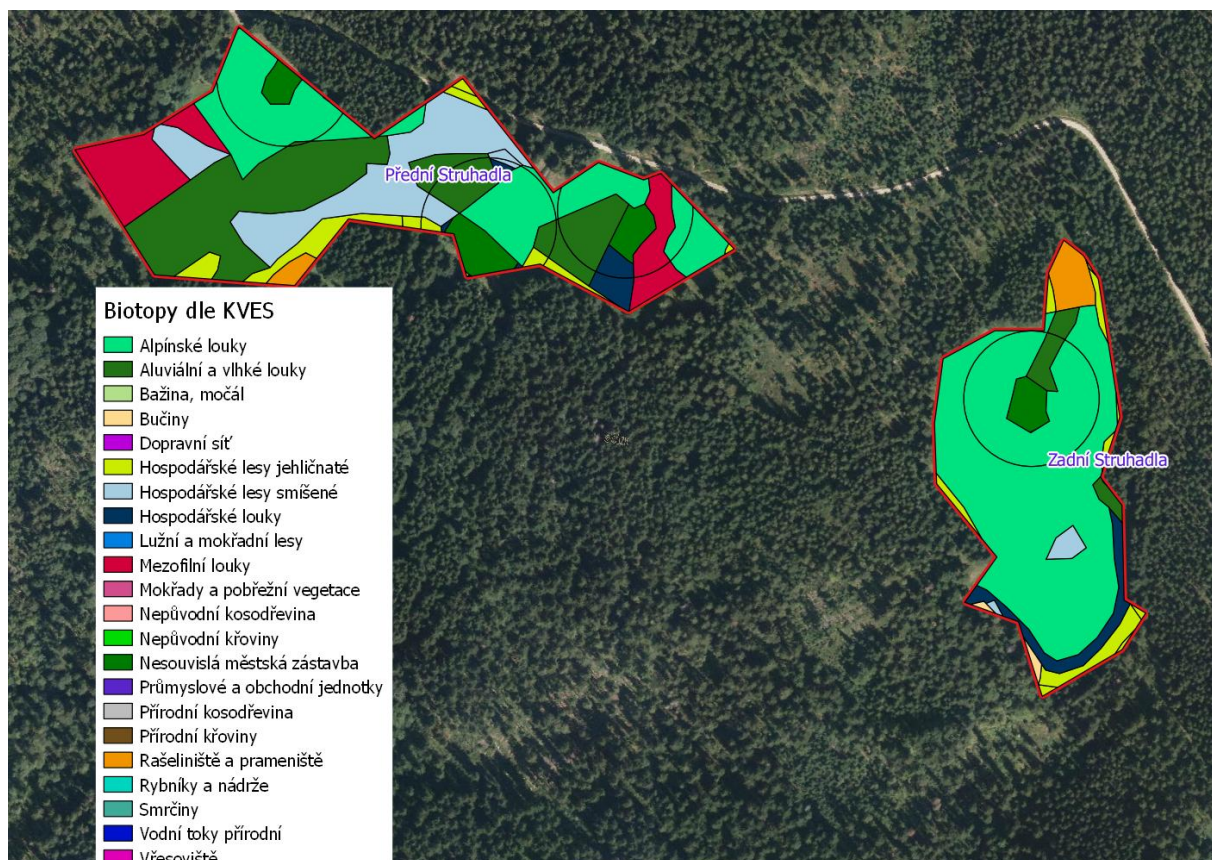 Přední Struhadla
Zadní Struhadla
Biotopy dle KVES
Alpínské louky
Aluviální a vlhké louky
Bažina, močál
Bučiny
Dopravní síť
Hospodářské lesy jehličnaté
Hospodářské lesy smíšené
Hospodářské louky
Lužní a mokřadní lesy
Mezofilní louky
Mokřady a pobřežní vegetace
Nepůvodní kosodřevina
Nepůvodní křoviny
Nesouvislá městská zástavba
Průmyslové a obchodní jednotky
Přírodní kosodřevina
Přírodní křoviny
Rašeliniště a prameniště
Rybníky a nádrže
Smrčiny
Vodní toky přírodní
Vřesoviště